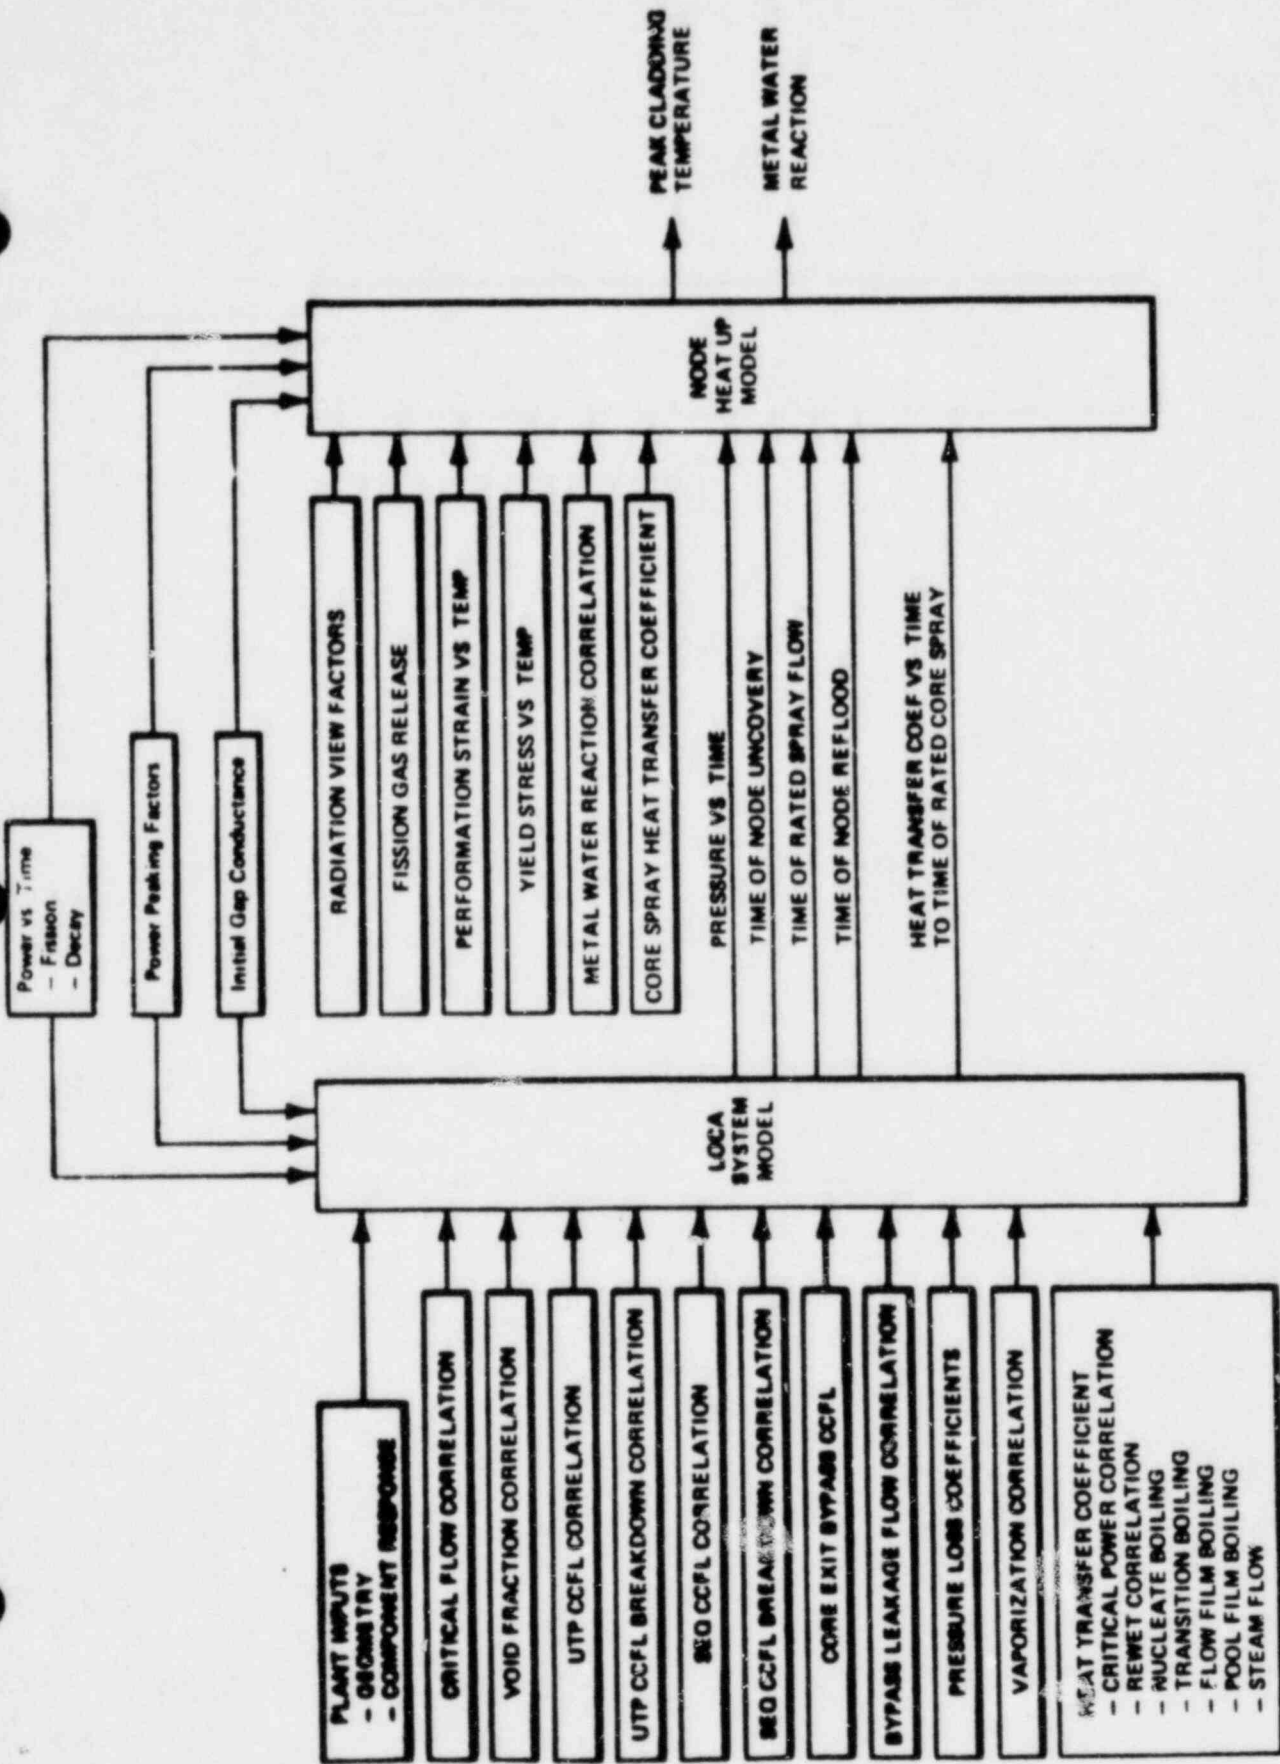 Power vs Time
– Fission
– Decay
Power Peaking Factors
Initial Gap Conductance
PLANT INPUTS
– GEOMETRY
– COMPONENT RESPONSE
CRITICAL FLOW CORRELATION
VOID FRACTION CORRELATION
UTP CCFL CORRELATION
UTP CCFL BREAKDOWN CORRELATION
SEO CCFL CORRELATION
SEO CCFL BREAKDOWN CORRELATION
CORE EXIT BYPASS CCFL
BYPASS LEAKAGE FLOW CORRELATION
PRESSURE LOSS COEFFICIENTS
VAPORIZATION CORRELATION
HEAT TRANSFER COEFFICIENT
– CRITICAL POWER CORRELATION
– REWET CORRELATION
– NUCLEATE BOILING
– TRANSITION BOILING
– FLOW FILM BOILING
– POOL FILM BOILING
– STEAM FLOW
LOCA
SYSTEM
MODEL
RADIATION VIEW FACTORS
FISSION GAS RELEASE
PERFORMATION STRAIN VS TEMP
YIELD STRESS VS TEMP
METAL WATER REACTION CORRELATION
CORE SPRAY HEAT TRANSFER COEFFICIENT
PRESSURE VS TIME
TIME OF NODE UNCOVERY
TIME OF RATED SPRAY FLOW
TIME OF NODE REFLOOD
HEAT TRANSFER COEF VS TIME
TO TIME OF RATED CORE SPRAY
NODE
HEAT UP
MODEL
PEAK CLADDING
TEMPERATURE
METAL WATER
REACTION